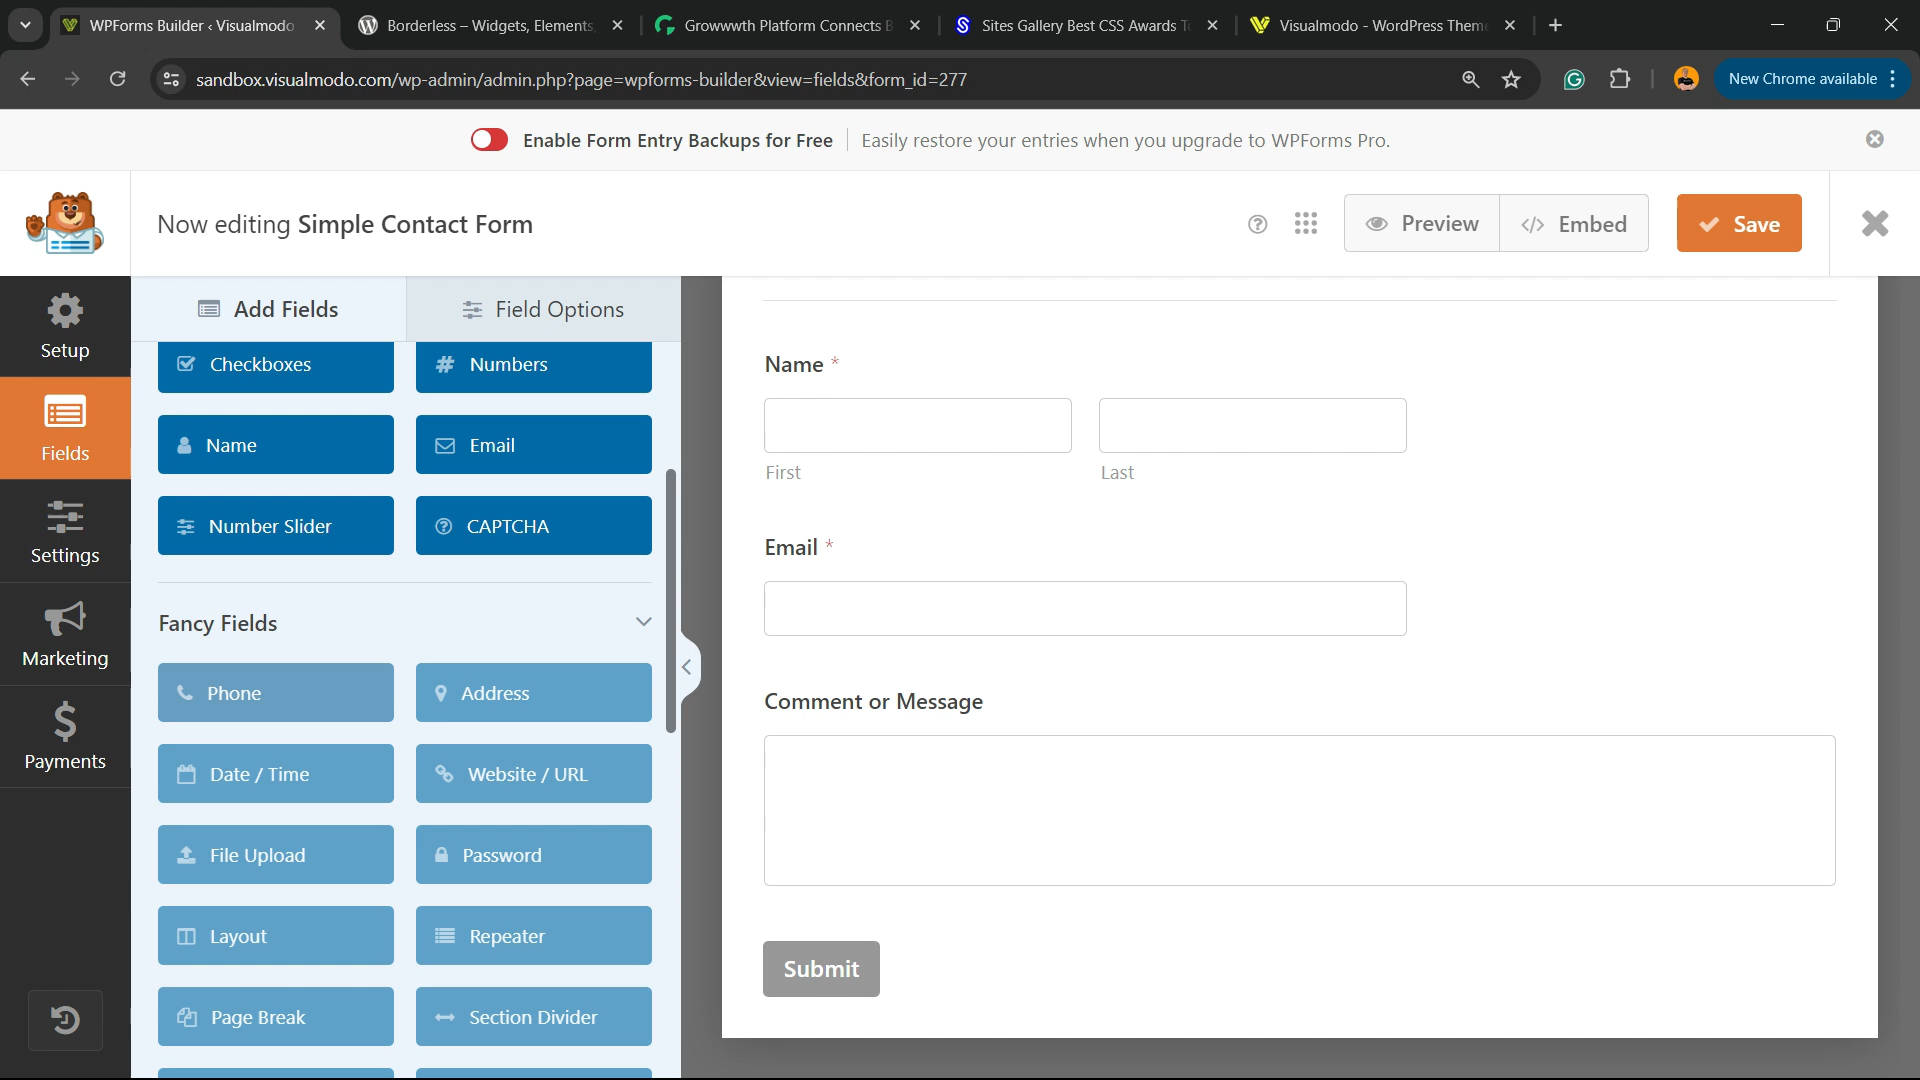 WPForms Builder ‹ Visualmodo
Borderless – Widgets, Elements,
Growwwth Platform Connects B
Sites Gallery Best CSS Awards To
Visualmodo - WordPress Theme
sandbox.visualmodo.com/wp-admin/admin.php?page=wpforms-builder&view=fields&form_id=277
New Chrome available
Enable Form Entry Backups for Free
Easily restore your entries when you upgrade to WPForms Pro.
Now editing Simple Contact Form
Preview
Embed
Save
Setup
Fields
Settings
Marketing
Payments
Add Fields
Field Options
Checkboxes
Numbers
Name
Email
Number Slider
CAPTCHA
Fancy Fields
Phone
Address
Date / Time
Website / URL
File Upload
Password
Layout
Repeater
Page Break
Section Divider
Name *
First
Last
Email *
Comment or Message
Submit